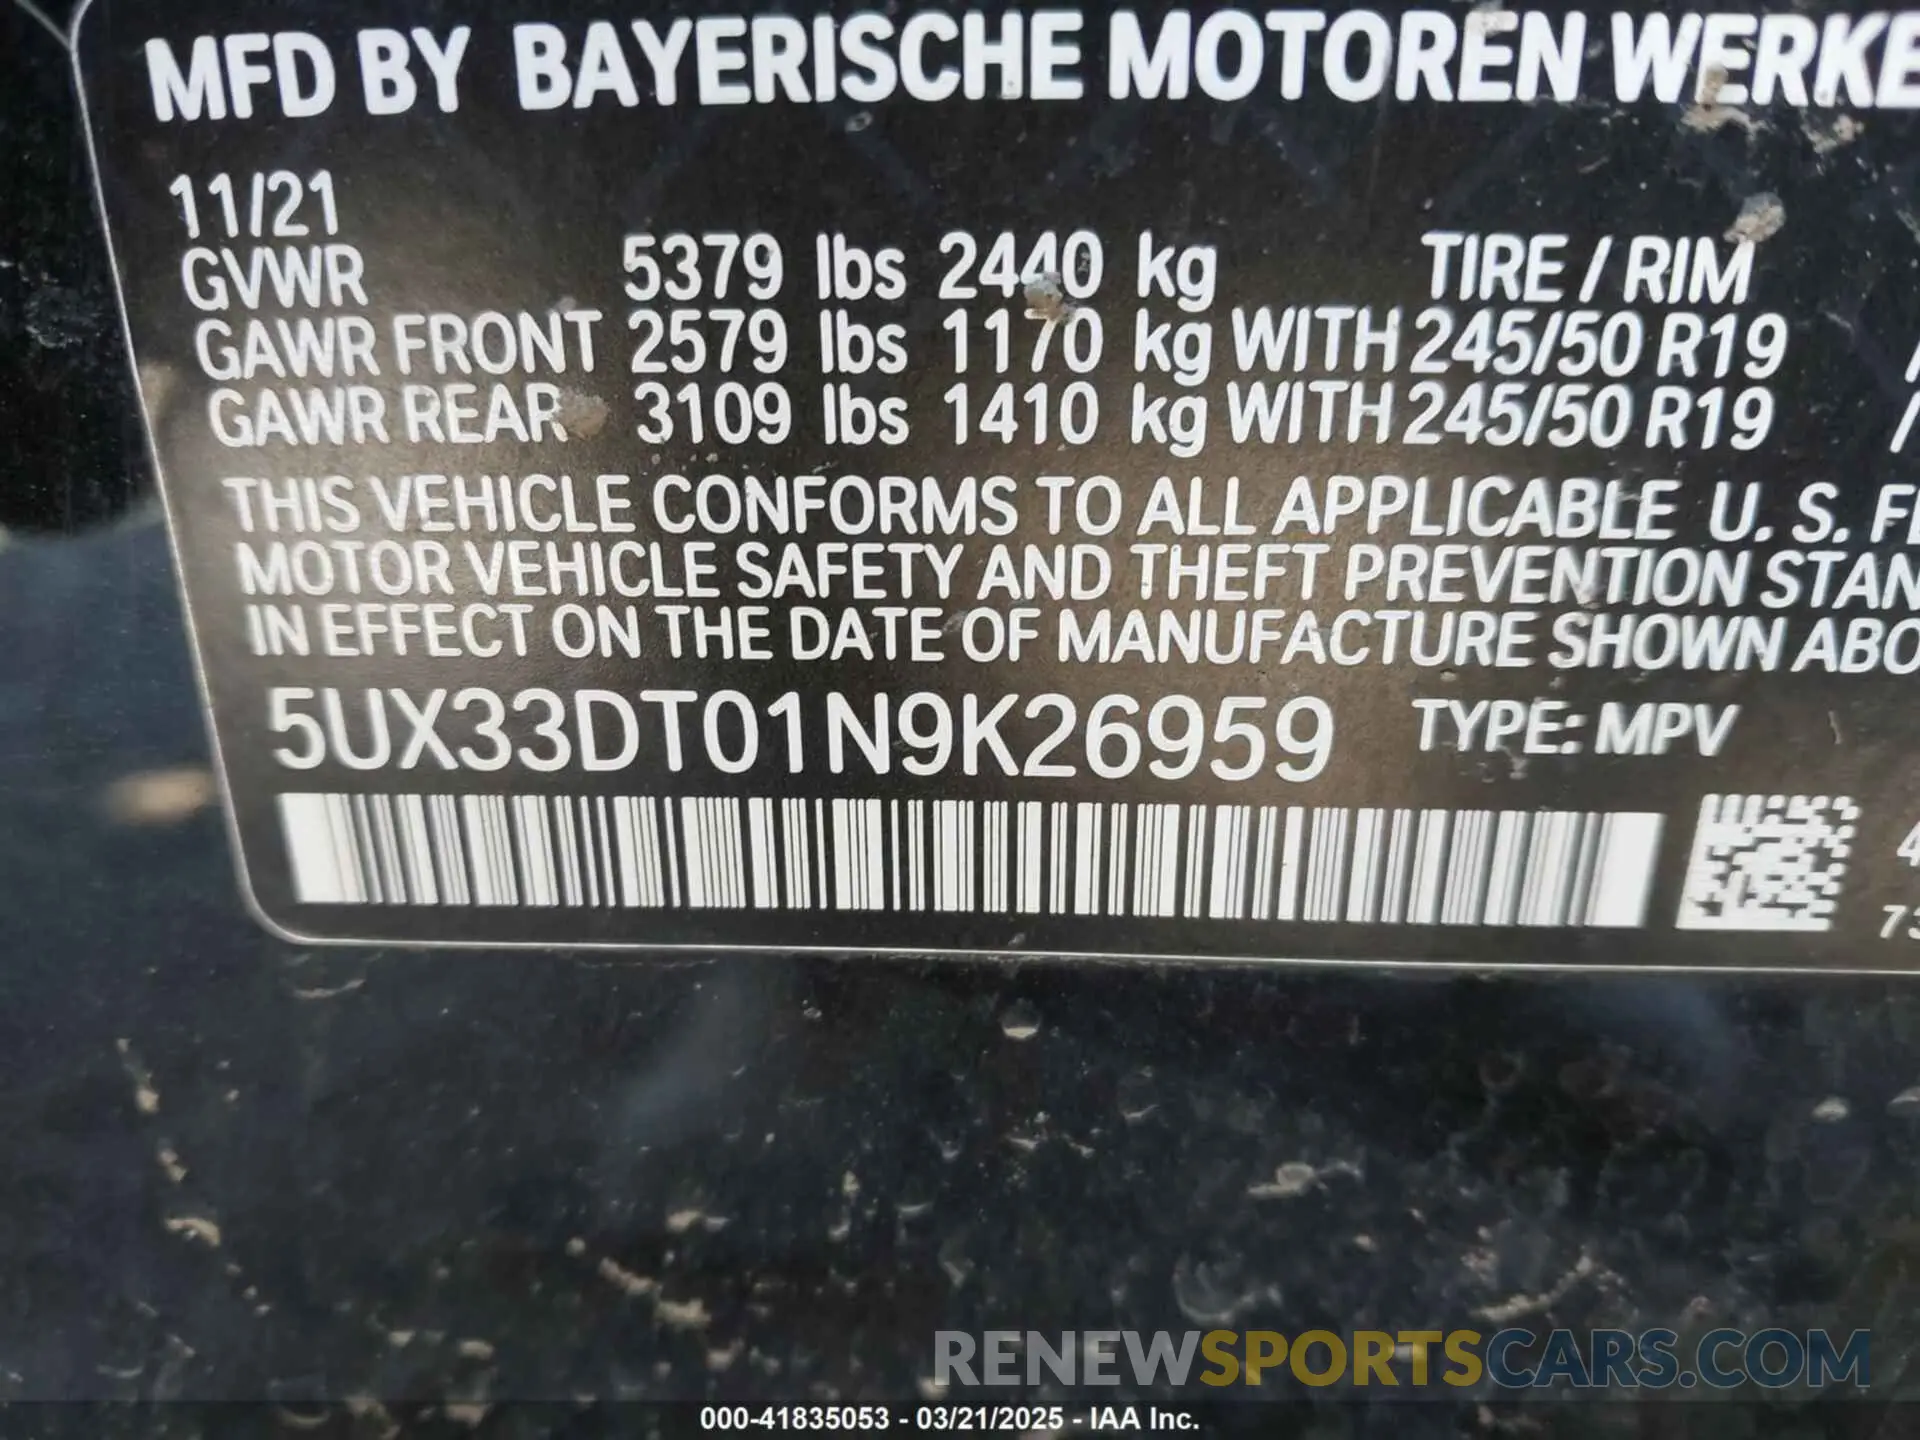 MFD BY BAYERISCHE MOTOREN WERKE
11/21
GVWR 5379 lbs 2440 kg TIRE / RIM
GAWR FRONT 2579 lbs 1170 kg WITH 245/50 R19 /
GAWR REAR 3109 lbs 1410 kg WITH 245/50 R19 /
THIS VEHICLE CONFORMS TO ALL APPLICABLE U. S.
MOTOR VEHICLE SAFETY AND THEFT PREVENTION
IN EFFECT ON THE DATE OF MANUFACTURE SHOWN
5UX33DT01N9K26959 TYPE: MPV
RENEWSPORTSCARS.COM
000-41835053 - 03/21/2025 - IAA Inc.